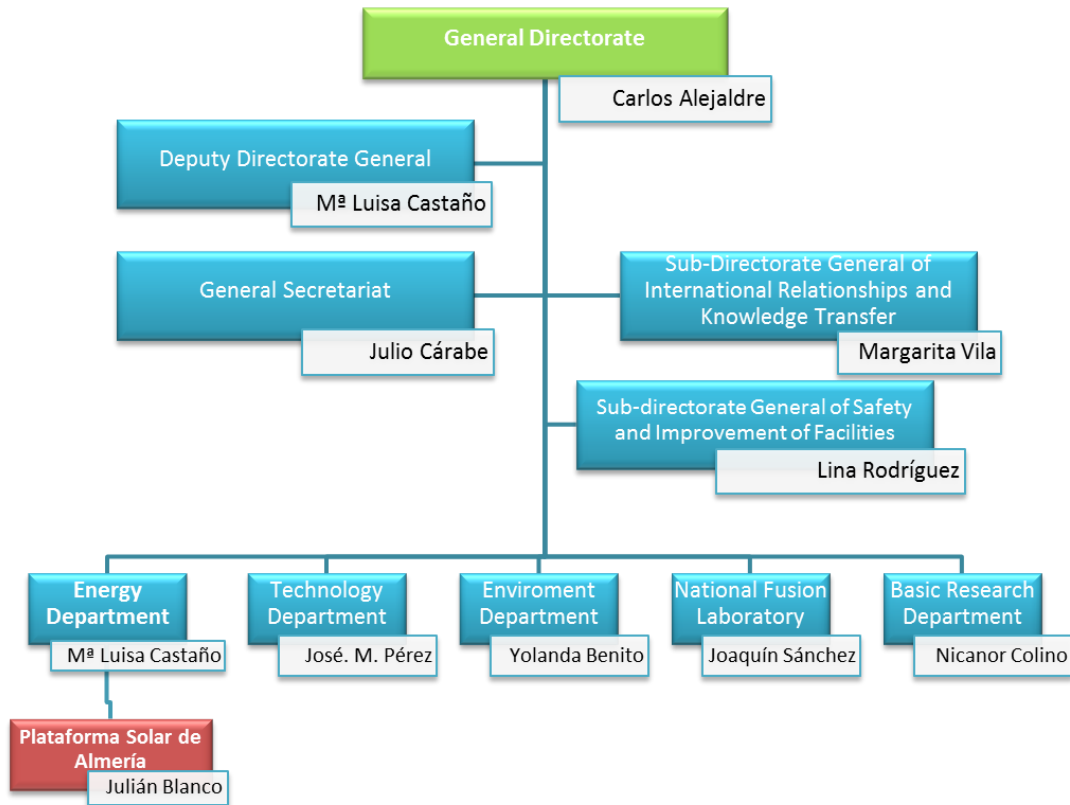 General Directorate
Carlos Alejaldre
Deputy Directorate General
Mª Luisa Castaño
General Secretariat
Julio Cárabe
Sub-Directorate General of
International Relationships and
Knowledge Transfer
Margarita Vila
Sub-directorate General of Safety
and Improvement of Facilities
Lina Rodríguez
Energy
Department
Mª Luisa Castaño
Technology
Department
José. M. Pérez
Enviroment
Department
Yolanda Benito
National Fusion
Laboratory
Joaquín Sánchez
Basic Research
Department
Nicanor Colino
Plataforma Solar de
Almería
Julián Blanco